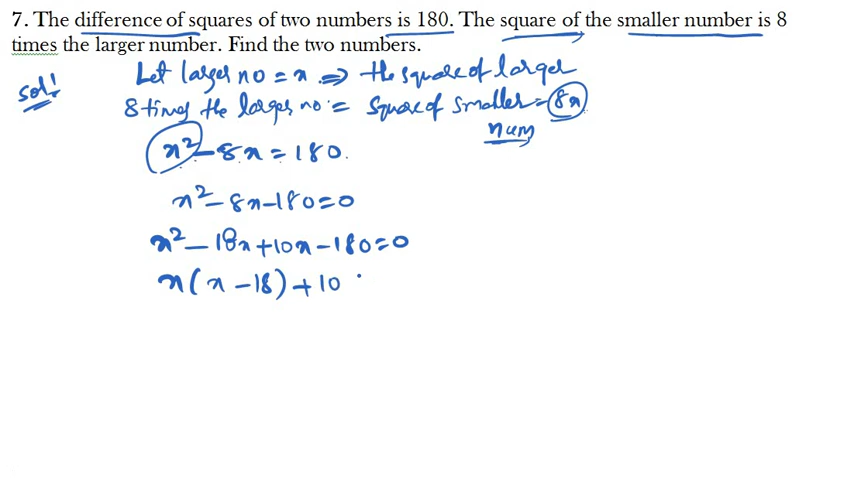 7. The difference of squares of two numbers is 180. The square of the smaller number is 8
times the larger number. Find the two numbers.
Sol! Let larger no = x ⇒ the square of larger
8 times the larger no = square of smaller = 8x
num
x² - 8x = 180.
x² - 8x - 180 = 0
x² - 18x + 10x - 180 = 0
x(x - 18) + 10